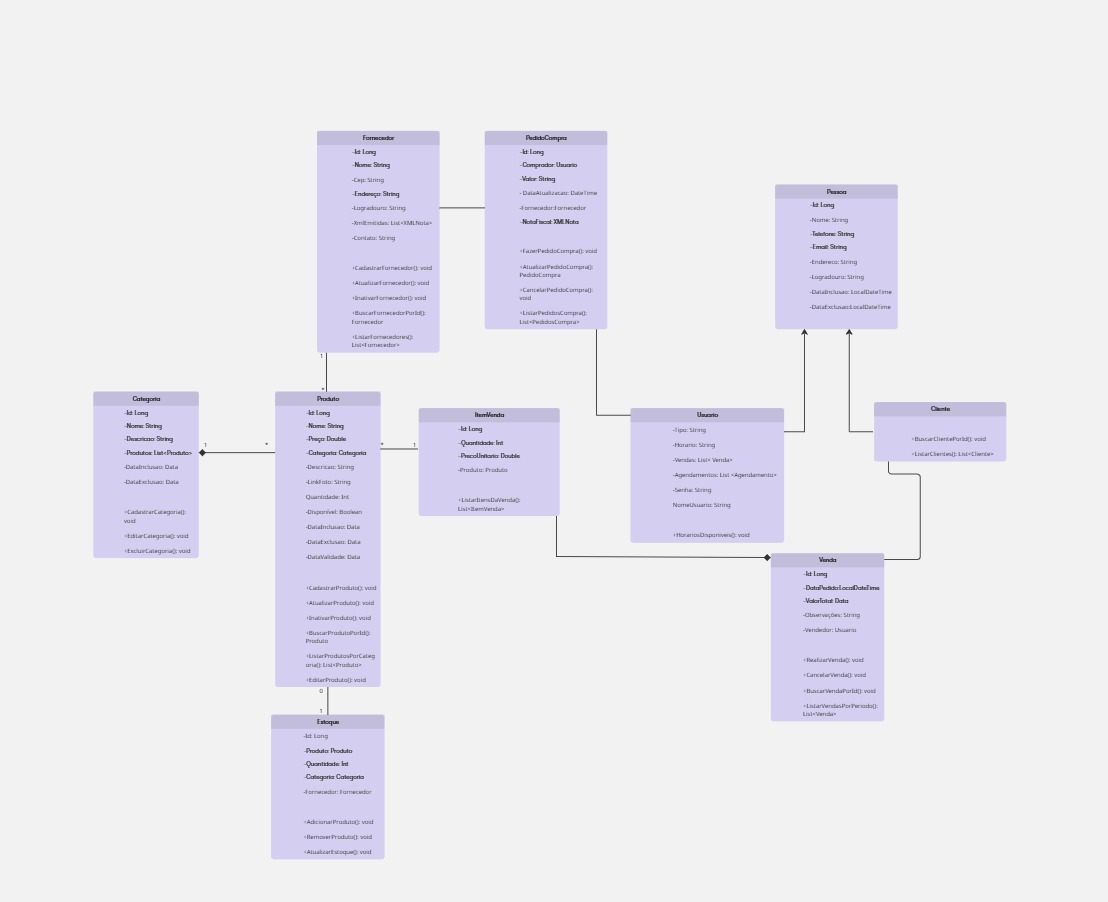 Fornecedor
-Id: Long
-Nome: String
-Cep: String
-Endereço: String
-Logradouro: String
-XmlEmitidas: List<XMLNota>
-Contato: String
+CadastrarFornecedor(): void
+AtualizarFornecedor(): void
+InativarFornecedor(): void
+BuscarFornecedorPorId():
Fornecedor
+ListarFornecedores():
List<Fornecedor>
PedidoCompra
-Id: Long
-Comprador: Usuario
-Valor: String
- DataAtualizacao: DateTime
-Fornecedor:Fornecedor
-NotaFiscal: XMLNota
+FazerPedidoCompra(): void
+AtualizarPedidoCompra():
PedidoCompra
+CancelarPedidoCompra():
void
+ListarPedidosCompra():
List<PedidosCompra>
Pessoa
-Id: Long
-Nome: String
-Telefone: String
-Email: String
-Endereco: String
-Logradouro: String
-DataInclusao: LocalDateTime
-DataExclusao:LocalDateTime
1
*
Categoria
-Id: Long
-Nome: String
-Descricao: String
-Produtos: List<Produto>
-DataInclusao: Data
-DataExclusao: Data
+CadastrarCategoria():
void
+EditarCategoria(): void
+ExcluirCategoria(): void
1
*
Produto
-Id: Long
-Nome: String
-Preço: Double
-Categoria: Categoria
-Descricao: String
-LinkFoto: String
Quantidade: Int
-Disponível: Boolean
-DataInclusao: Data
-DataExclusao: Data
-DataValidade: Data
+CadastrarProduto(): void
+AtualizarProduto(): void
+InativarProduto(): void
+BuscarProdutoPorId():
Produto
+ListarProdutosPorCateg
oria(): List<Produto>
+EditarProduto(): void
*
1
ItemVenda
-Id: Long
-Quantidade: Int
-PrecoUnitario: Double
-Produto: Produto
+ListarItensDaVenda():
List<ItemVenda>
Usuario
-Tipo: String
-Horario: String
-Vendas: List< Venda>
-Agendamentos: List <Agendamento>
-Senha: String
NomeUsuario: String
+HorariosDisponiveis(): void
Cliente
+BuscarClientePorId(): void
+ListarClientes(): List<Cliente>
Venda
-Id: Long
-DataPedido:LocalDateTime
-ValorTotal: Data
-Observações: String
-Vendedor: Usuario
+RealizarVenda(): void
+CancelarVenda(): void
+BuscarVendaPorId(): void
+ListarVendasPorPeriodo():
List<Venda>
0
1
Estoque
-Id: Long
-Produto: Produto
-Quantidade: Int
-Categoria: Categoria
-Fornecedor: Fornecedor
+AdicionarProduto(): void
+RemoverProduto(): void
+AtualizarEstoque(): void